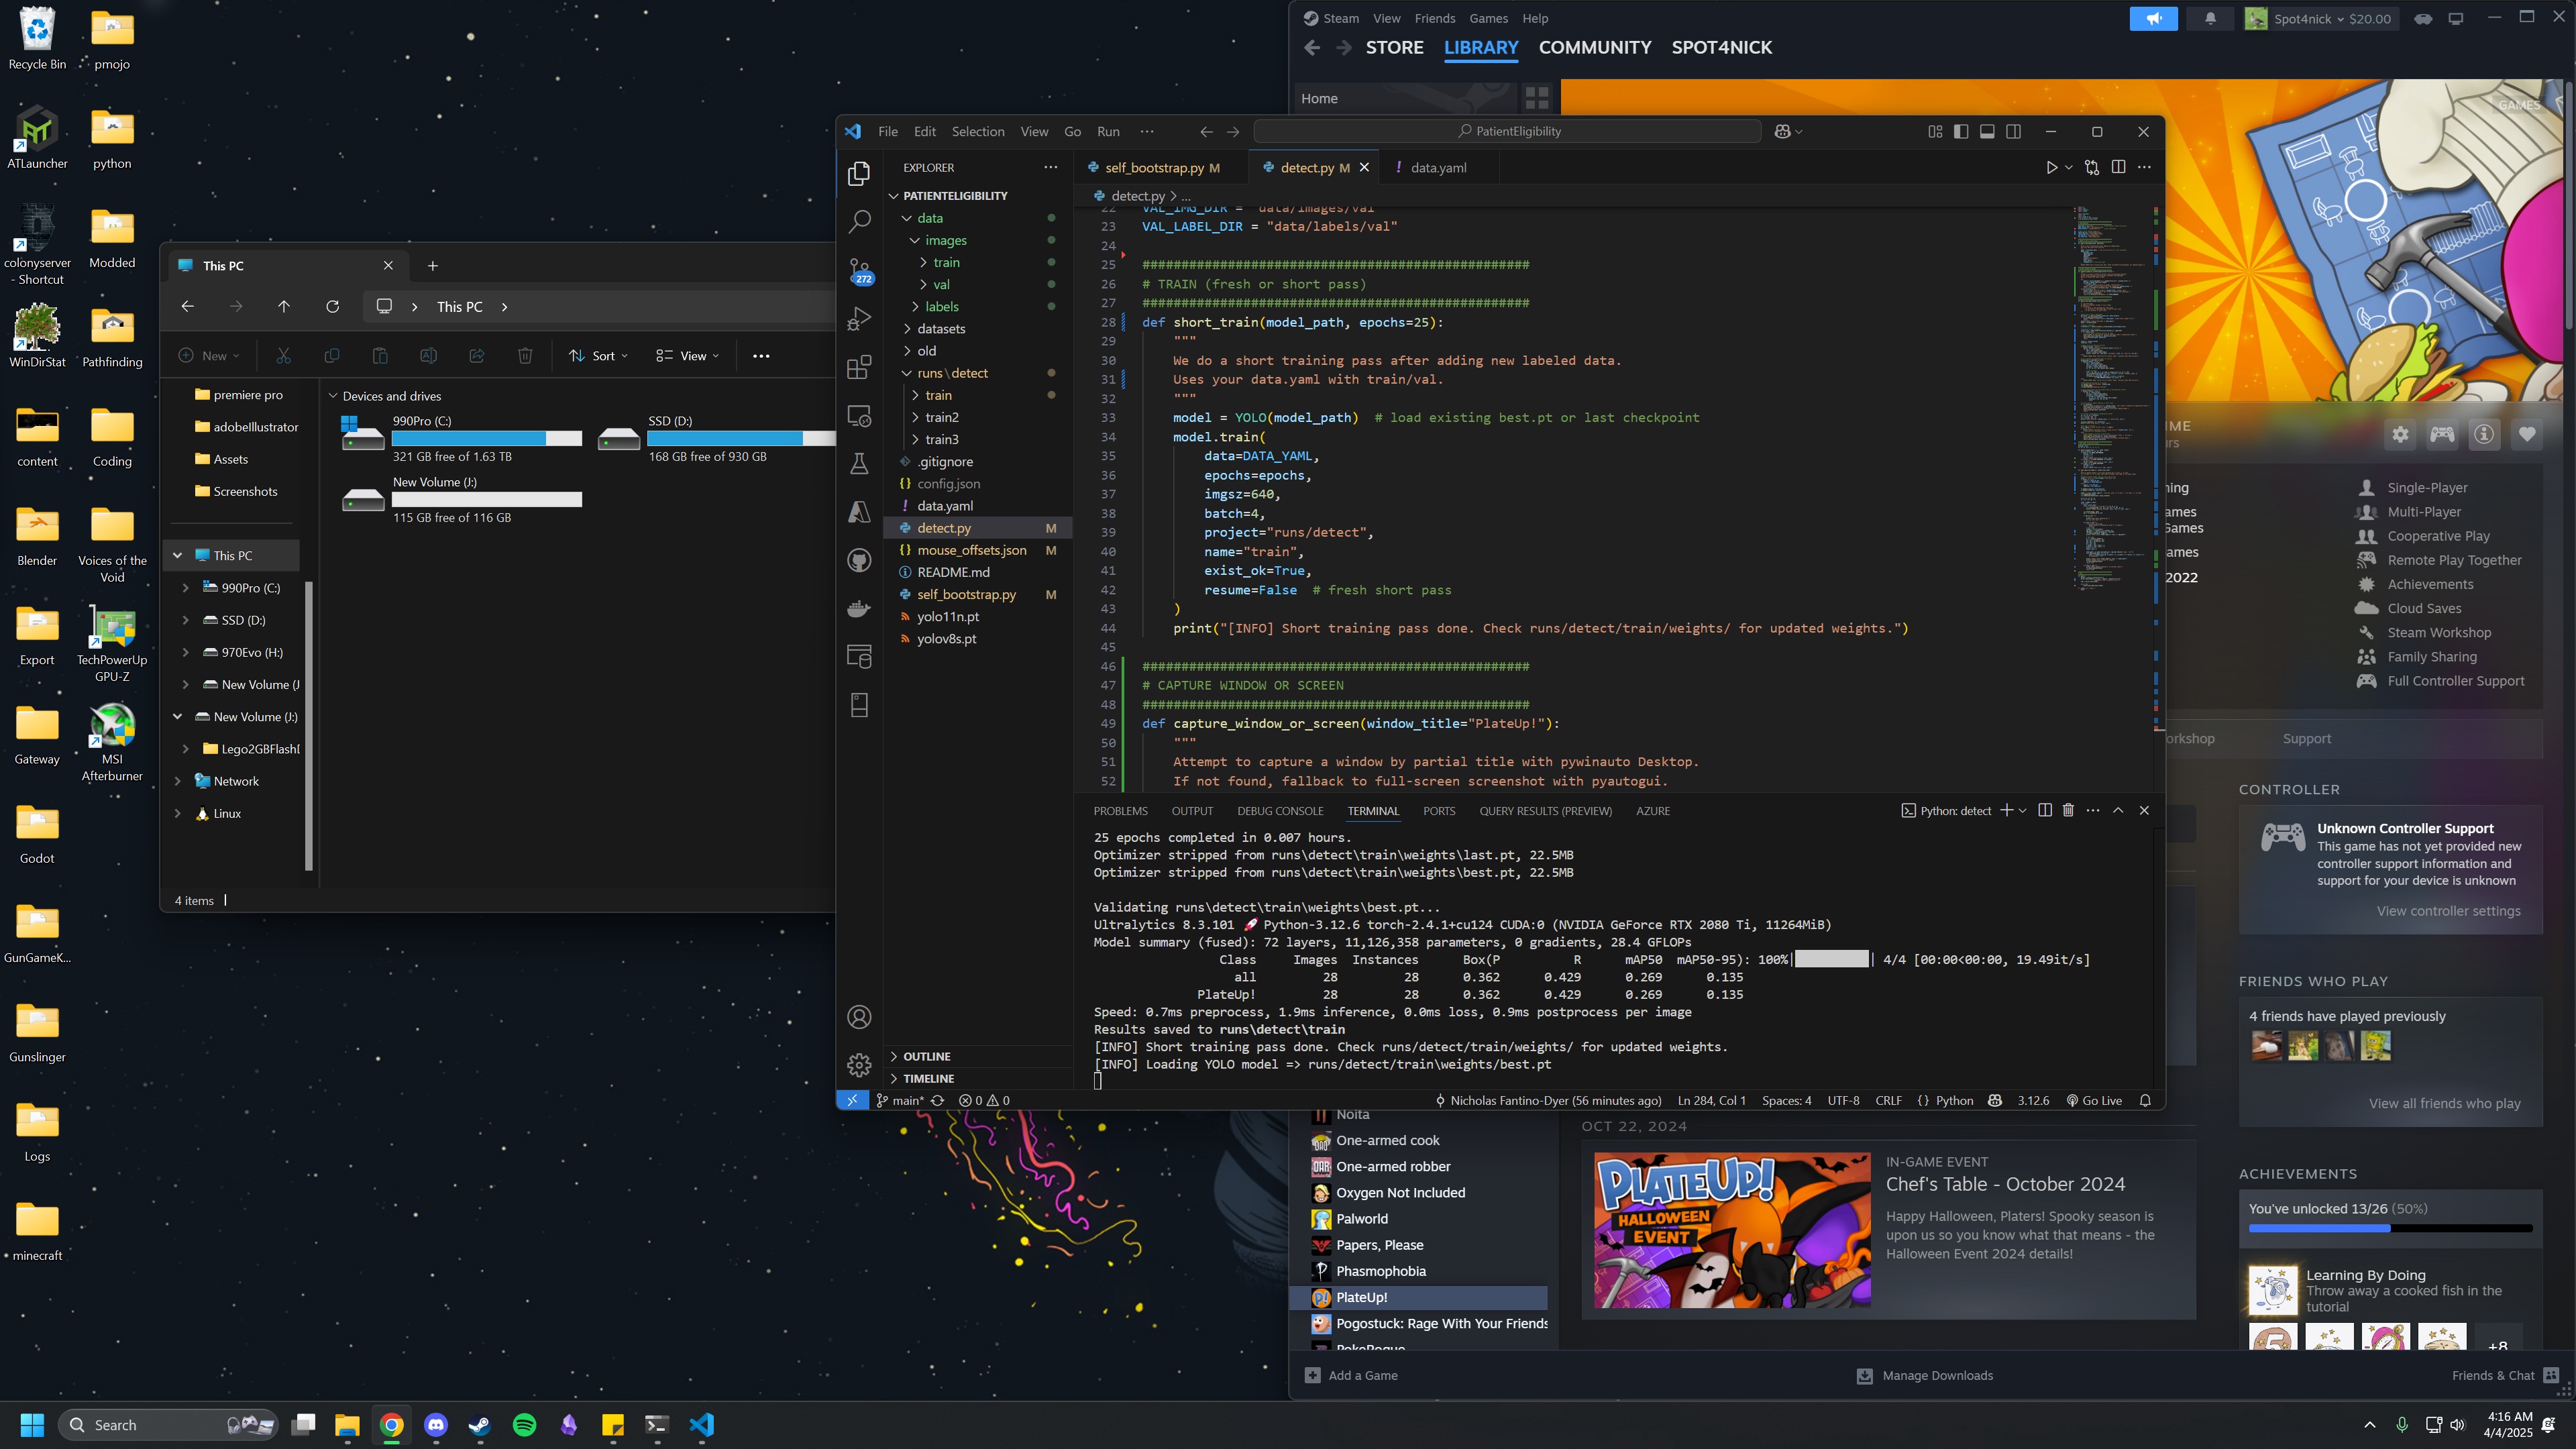 Recycle Bin
pmojo
ATLauncher
python
colonyserver - Shortcut
Modded
WinDirStat
Pathfinding
content
Coding
Blender
Voices of the Void
Export
TechPowerUp GPU-Z
Gateway
MSI Afterburner
Godot
GunGameK...
Gunslinger
Logs
minecraft
This PC
This PC
New
Sort
View
premiere pro
adobeIllustrator
Assets
Screenshots
This PC
990Pro (C:)
SSD (D:)
970Evo (H:)
New Volume (J
New Volume (J:)
Lego2GBFlashD
Network
Linux
Devices and drives
990Pro (C:)
321 GB free of 1.63 TB
SSD (D:)
168 GB free of 930 GB
New Volume (J:)
115 GB free of 116 GB
4 items
File Edit Selection View Go Run
PatientEligibility
EXPLORER
PATIENTELIGIBILITY
data
images
train
val
labels
datasets
old
runs\detect
train
train2
train3
.gitignore
config.json
data.yaml
detect.py M
mouse_offsets.json M
README.md
self_bootstrap.py M
yolo11n.pt
yolov8s.pt
OUTLINE
TIMELINE
272
self_bootstrap.py M
detect.py M
data.yaml
detect.py > ...
22 VAL_IMG_DIR = "data/images/val"
23 VAL_LABEL_DIR = "data/labels/val"
24
25 ##################################################
26 # TRAIN (fresh or short pass)
27 ##################################################
28 def short_train(model_path, epochs=25):
29 """
30 We do a short training pass after adding new labeled data.
31 Uses your data.yaml with train/val.
32 """
33 model = YOLO(model_path)  # load existing best.pt or last checkpoint
34 model.train(
35 data=DATA_YAML,
36 epochs=epochs,
37 imgsz=640,
38 batch=4,
39 project="runs/detect",
40 name="train",
41 exist_ok=True,
42 resume=False  # fresh short pass
43 )
44 print("[INFO] Short training pass done. Check runs/detect/train/weights/ for updated weights.")
45
46 ##################################################
47 # CAPTURE WINDOW OR SCREEN
48 ##################################################
49 def capture_window_or_screen(window_title="PlateUp!"):
50 """
51 Attempt to capture a window by partial title with pywinauto Desktop.
52 If not found, fallback to full-screen screenshot with pyautogui.
PROBLEMS OUTPUT DEBUG CONSOLE TERMINAL PORTS QUERY RESULTS (PREVIEW) AZURE
Python: detect
25 epochs completed in 0.007 hours.
Optimizer stripped from runs\detect\train\weights\last.pt, 22.5MB
Optimizer stripped from runs\detect\train\weights\best.pt, 22.5MB
Validating runs\detect\train\weights\best.pt...
Ultralytics 8.3.101 🚀 Python-3.12.6 torch-2.4.1+cu124 CUDA:0 (NVIDIA GeForce RTX 2080 Ti, 11264MiB)
Model summary (fused): 72 layers, 11,126,358 parameters, 0 gradients, 28.4 GFLOPs
Class Images Instances Box(P R mAP50 mAP50-95): 100%| | 4/4 [00:00<00:00, 19.49it/s]
all 28 28 0.362 0.429 0.269 0.135
PlateUp! 28 28 0.362 0.429 0.269 0.135
Speed: 0.7ms preprocess, 1.9ms inference, 0.0ms loss, 0.9ms postprocess per image
Results saved to runs\detect\train
[INFO] Short training pass done. Check runs/detect/train/weights/ for updated weights.
[INFO] Loading YOLO model => runs/detect/train\weights/best.pt
main* 0 0
Nicholas Fantino-Dyer (56 minutes ago) Ln 284, Col 1 Spaces: 4 UTF-8 CRLF {} Python 3.12.6 Go Live
Steam View Friends Games Help
Spot4nick $20.00
STORE LIBRARY COMMUNITY SPOT4NICK
Home
GAMES
Single-Player
Multi-Player
Cooperative Play
Remote Play Together
Achievements
Cloud Saves
Steam Workshop
Family Sharing
Full Controller Support
2022
Support
CONTROLLER
Unknown Controller Support
This game has not yet provided new
controller support information and
support for your device is unknown
View controller settings
FRIENDS WHO PLAY
4 friends have played previously
View all friends who play
ACHIEVEMENTS
You've unlocked 13/26 (50%)
Learning By Doing
Throw away a cooked fish in the
tutorial
+8
Noita
One-armed cook
One-armed robber
Oxygen Not Included
Palworld
Papers, Please
Phasmophobia
PlateUp!
Pogostuck: Rage With Your Friends
PokeRogue
OCT 22, 2024
PLATEUP!
HALLOWEEN
EVENT
IN-GAME EVENT
Chef's Table - October 2024
Happy Halloween, Platers! Spooky season is
upon us so you know what that means - the
Halloween Event 2024 details!
Add a Game
Manage Downloads
Friends & Chat
Search
4:16 AM
4/4/2025